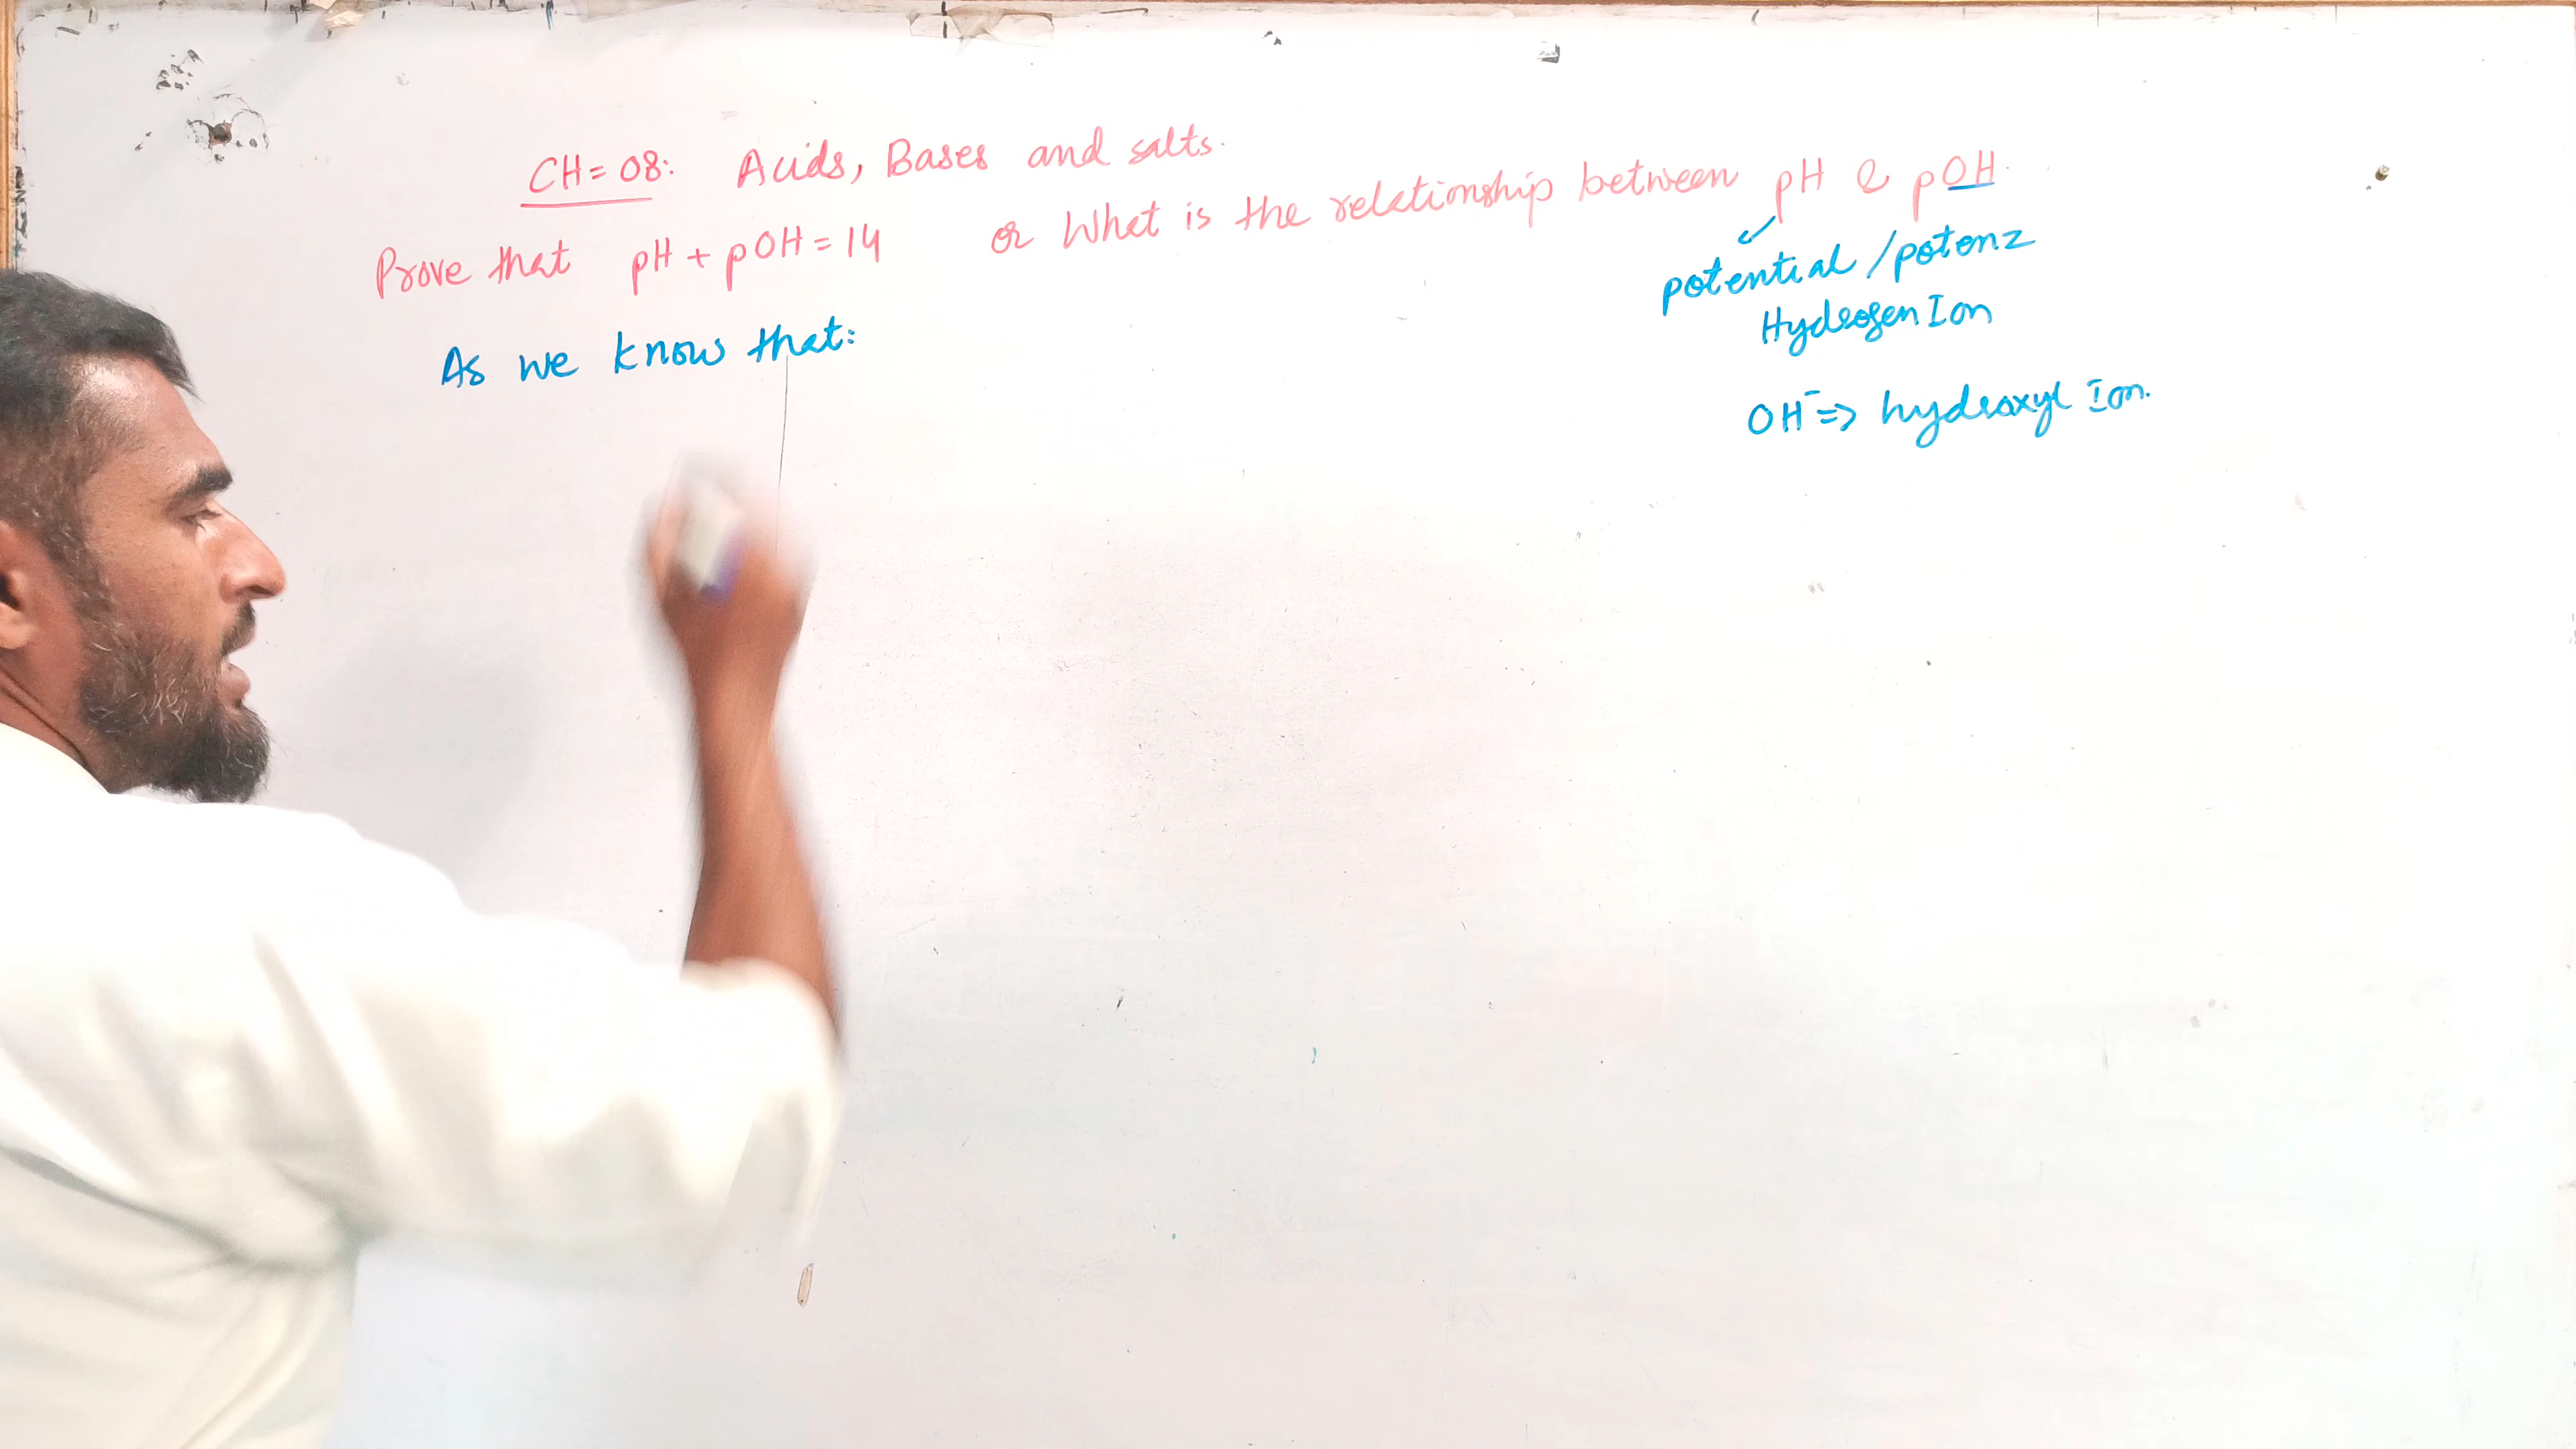 CH=08: Acids, Bases and salts.
Prove that pH + pOH = 14 or What is the relationship between pH & pOH.
potential / potenz
Hydrogen Ion
As we know that:
OH⁻ => hydroxyl Ion.